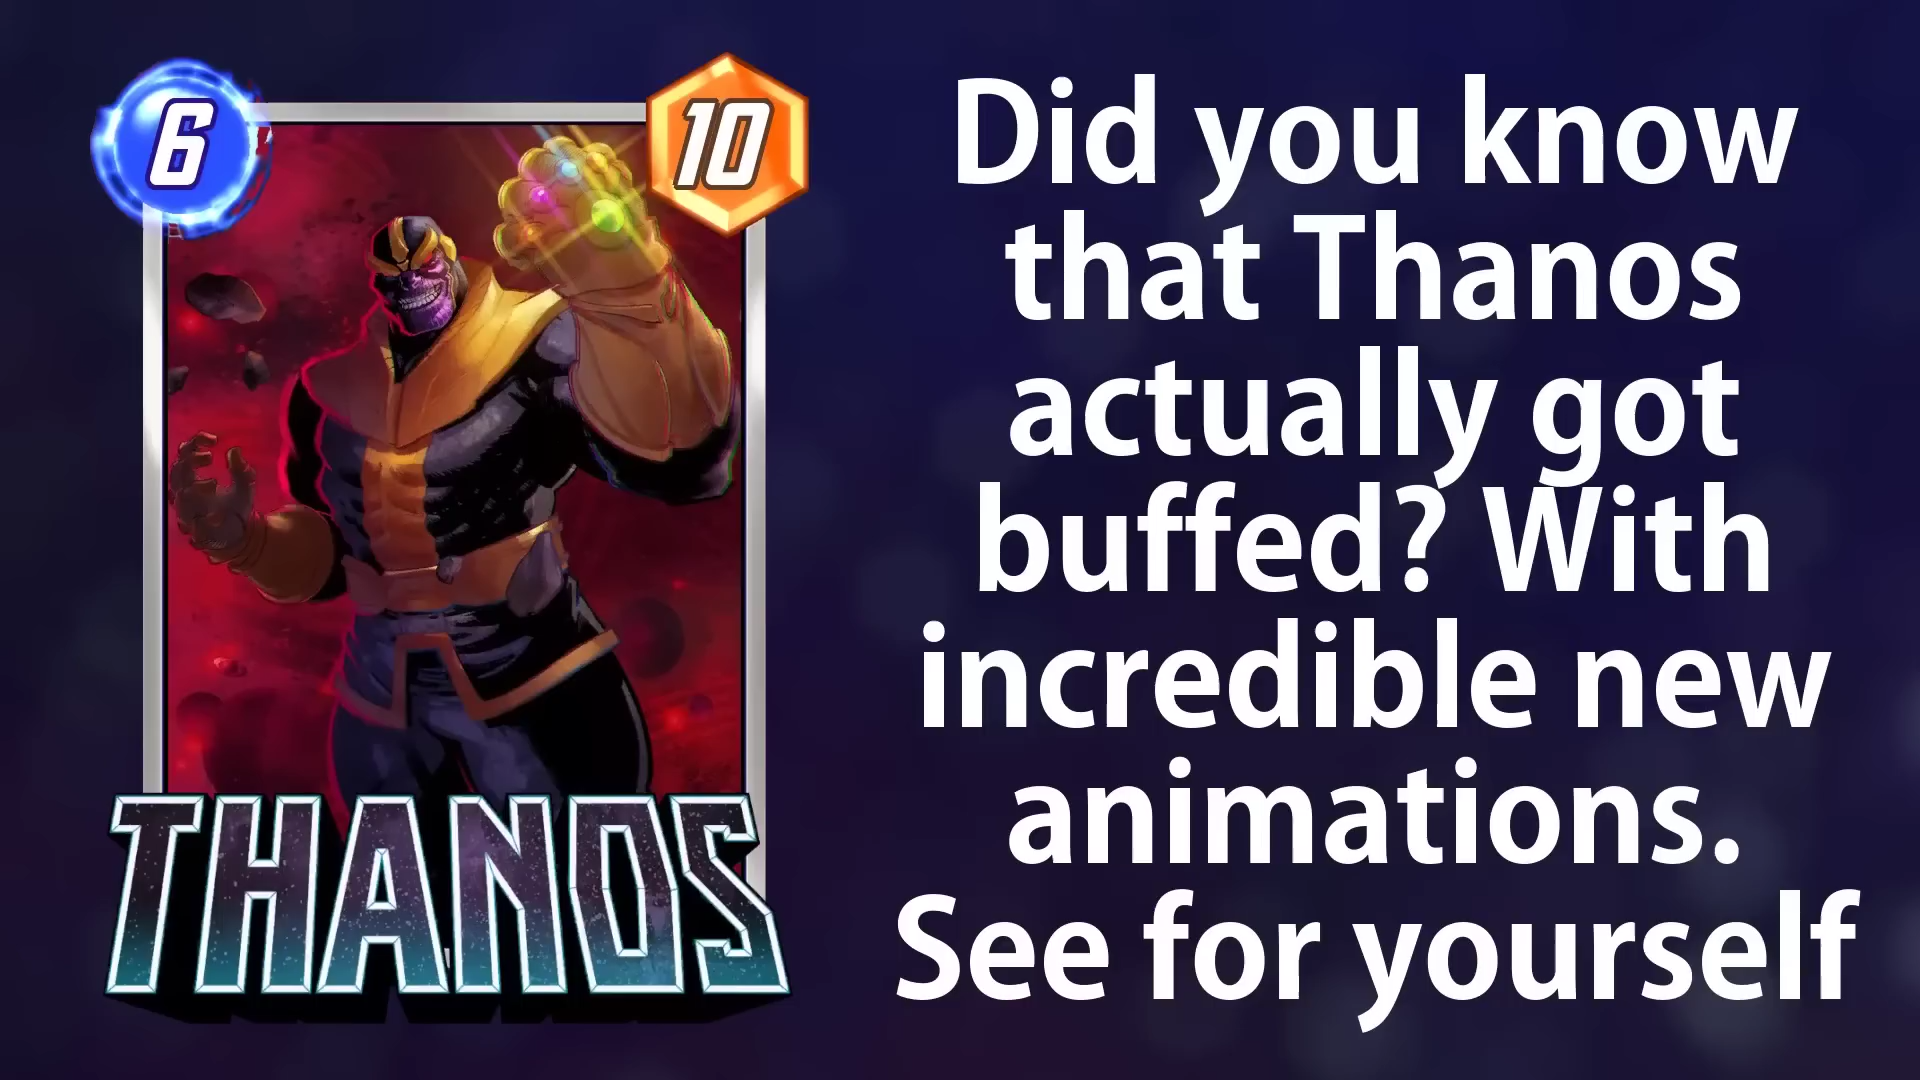 6
10
THANOS
Did you know
that Thanos
actually got
buffed? With
incredible new
animations.
See for yourself